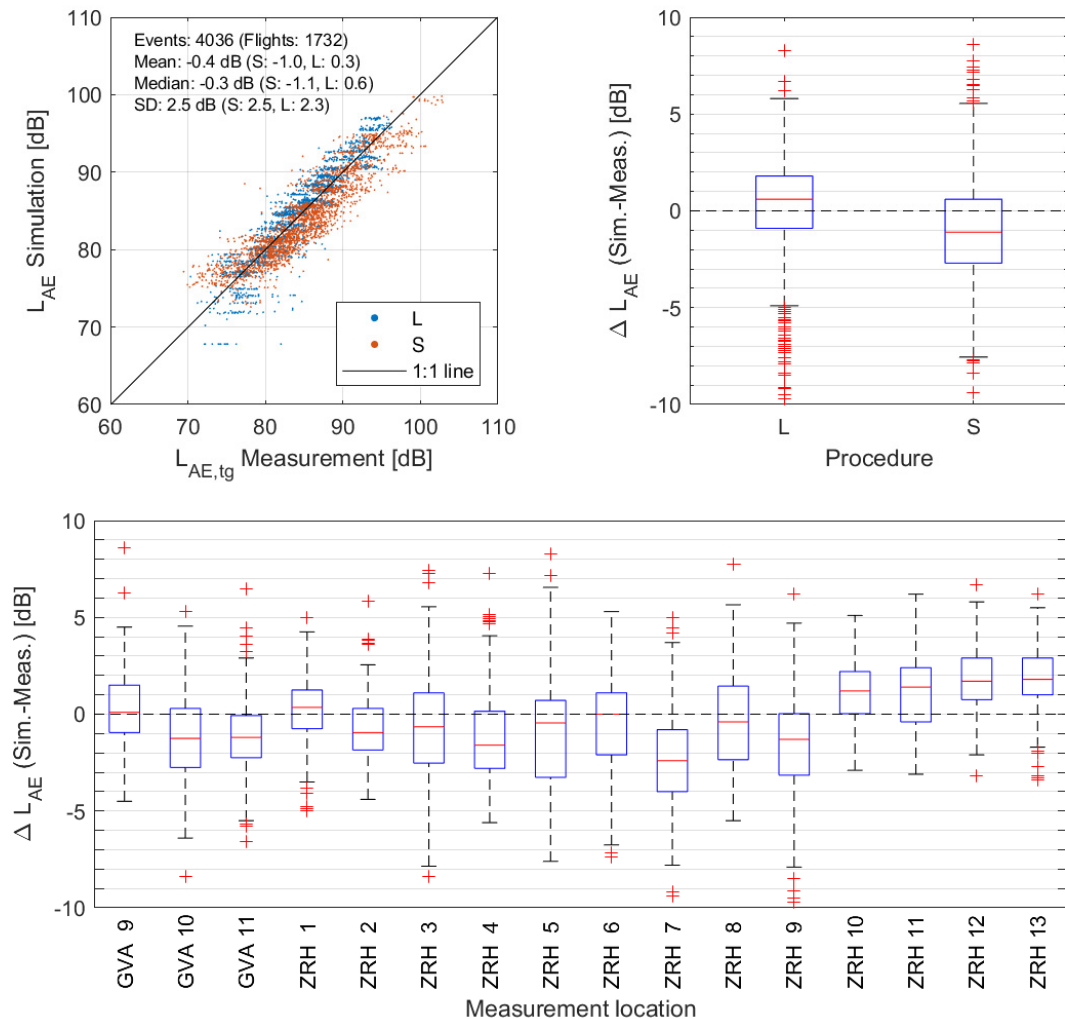 Events: 4036 (Flights: 1732)
Mean: -0.4 dB (S: -1.0, L: 0.3)
Median: -0.3 dB (S: -1.1, L: 0.6)
SD: 2.5 dB (S: 2.5, L: 2.3)
110
100
90
80
70
60
L_AE Simulation [dB]
L
S
1:1 line
60 70 80 90 100 110
L_AE,tg Measurement [dB]
10
5
0
-5
-10
Δ L_AE (Sim.-Meas.) [dB]
L S
Procedure
10
5
0
-5
-10
Δ L_AE (Sim.-Meas.) [dB]
GVA 9
GVA 10
GVA 11
ZRH 1
ZRH 2
ZRH 3
ZRH 4
ZRH 5
ZRH 6
ZRH 7
ZRH 8
ZRH 9
ZRH 10
ZRH 11
ZRH 12
ZRH 13
Measurement location